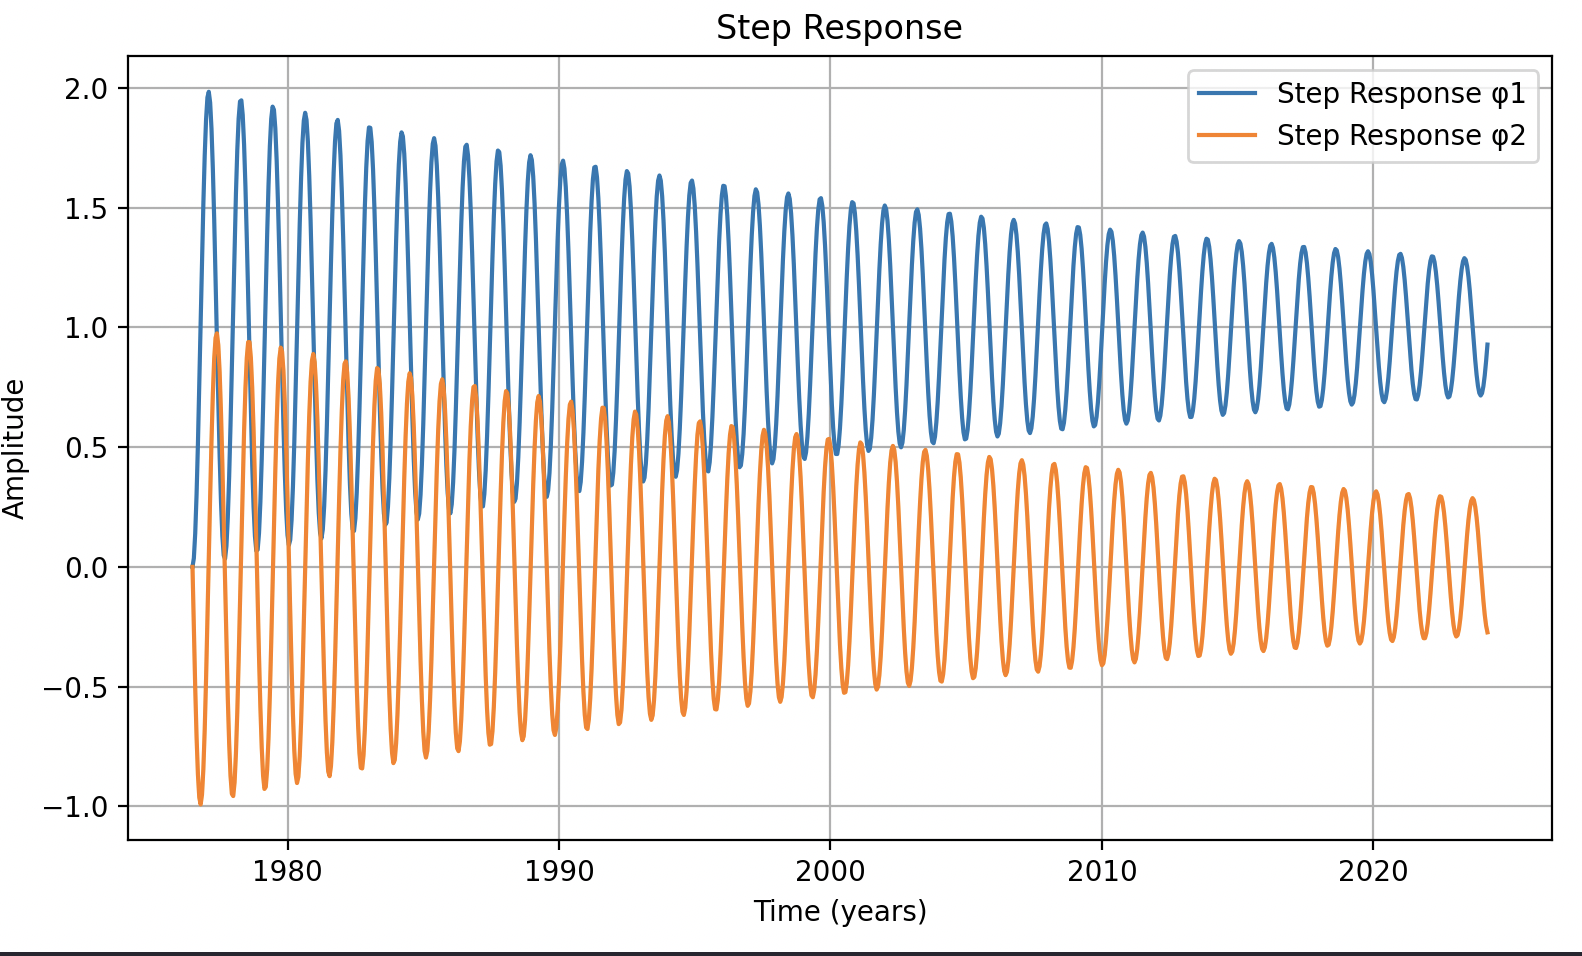 Step Response
Step Response φ1
Step Response φ2
2.0
1.5
1.0
0.5
0.0
−0.5
−1.0
Amplitude
1980 1990 2000 2010 2020
Time (years)